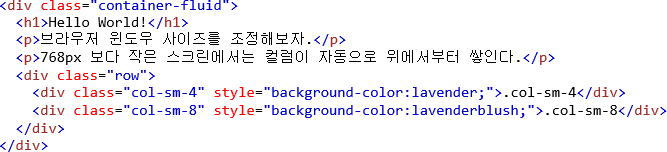 <div class="container-fluid">
  <h1>Hello World!</h1>
  <p>브라우저 윈도우 사이즈를 조정해보자.</p>
  <p>768px 보다 작은 스크린에서는 컬럼이 자동으로 위에서부터 쌓인다.</p>
  <div class="row">
    <div class="col-sm-4" style="background-color:lavender;">.col-sm-4</div>
    <div class="col-sm-8" style="background-color:lavenderblush;">.col-sm-8</div>
  </div>
</div>